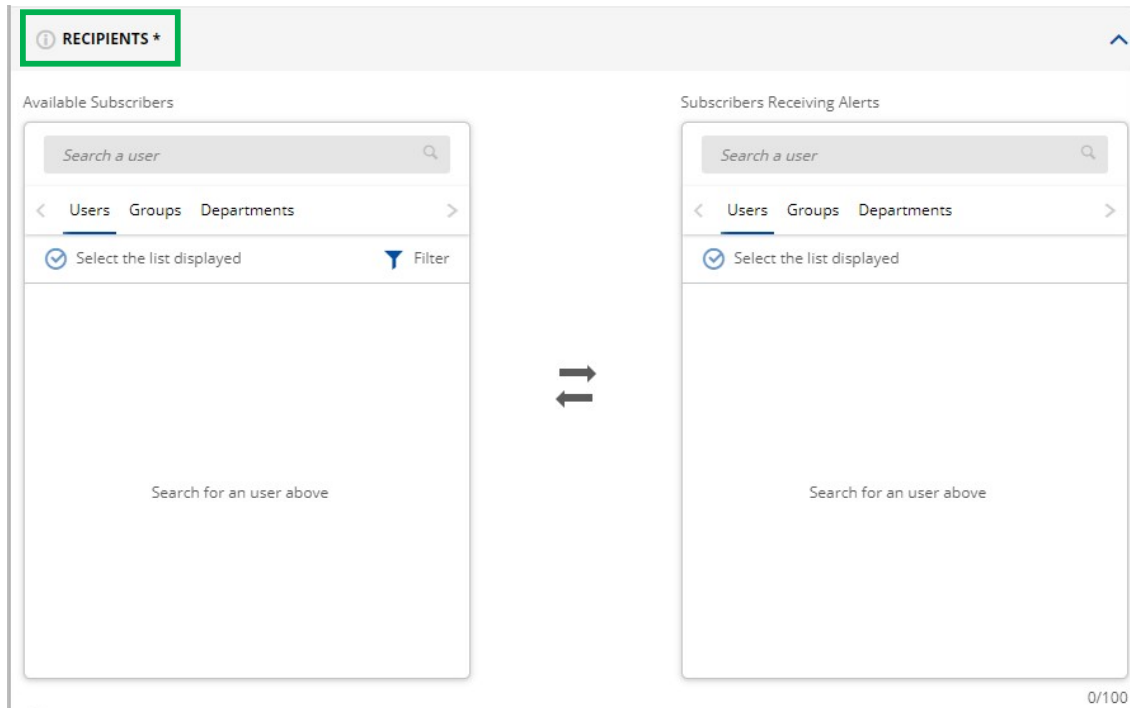 RECIPIENTS *
Available Subscribers
Search a user
Users Groups Departments
Select the list displayed Filter
Search for an user above
Subscribers Receiving Alerts
Search a user
Users Groups Departments
Select the list displayed
Search for an user above
0/100